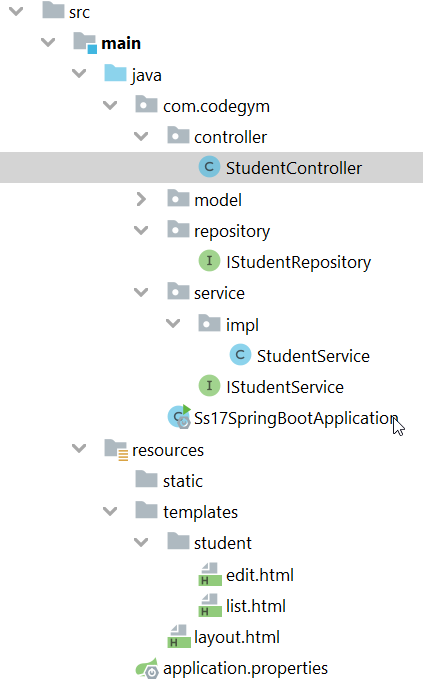 src
main
java
com.codegym
controller
C StudentController
model
repository
I IStudentRepository
service
impl
C StudentService
I IStudentService
C Ss17SpringBootApplication
resources
static
templates
student
H edit.html
H list.html
H layout.html
application.properties